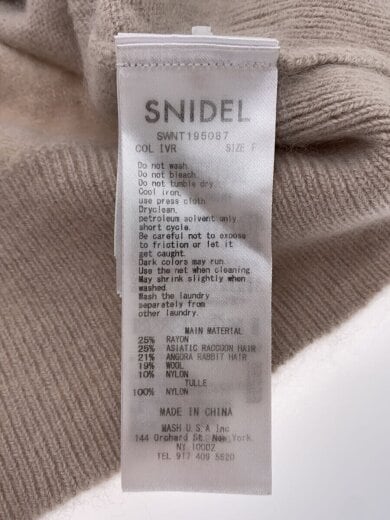 SNIDEL
SWNT195087
COL IVR SIZE F
Do not wash.
Do not bleach.
Do not tumble dry.
Cool iron,
use press cloth.
Dryclean,
petroleum solvent only,
short cycle.
Be careful not to expose
to friction or let it
get caught.
Dark colors may run.
Use the net when cleaning
May shrink slightly when
washed.
Wash the laundry
separately from
other laundry.
MAIN MATERIAL
25% RAYON
25% ASIATIC RACCOON HAIR
21% ANGORA RABBIT HAIR
19% WOOL
10% NYLON
TULLE
100% NYLON
MADE IN CHINA
MASH U.S.A Inc
144 Orchard St. New York,
NY 10002
TEL 917 409 5520